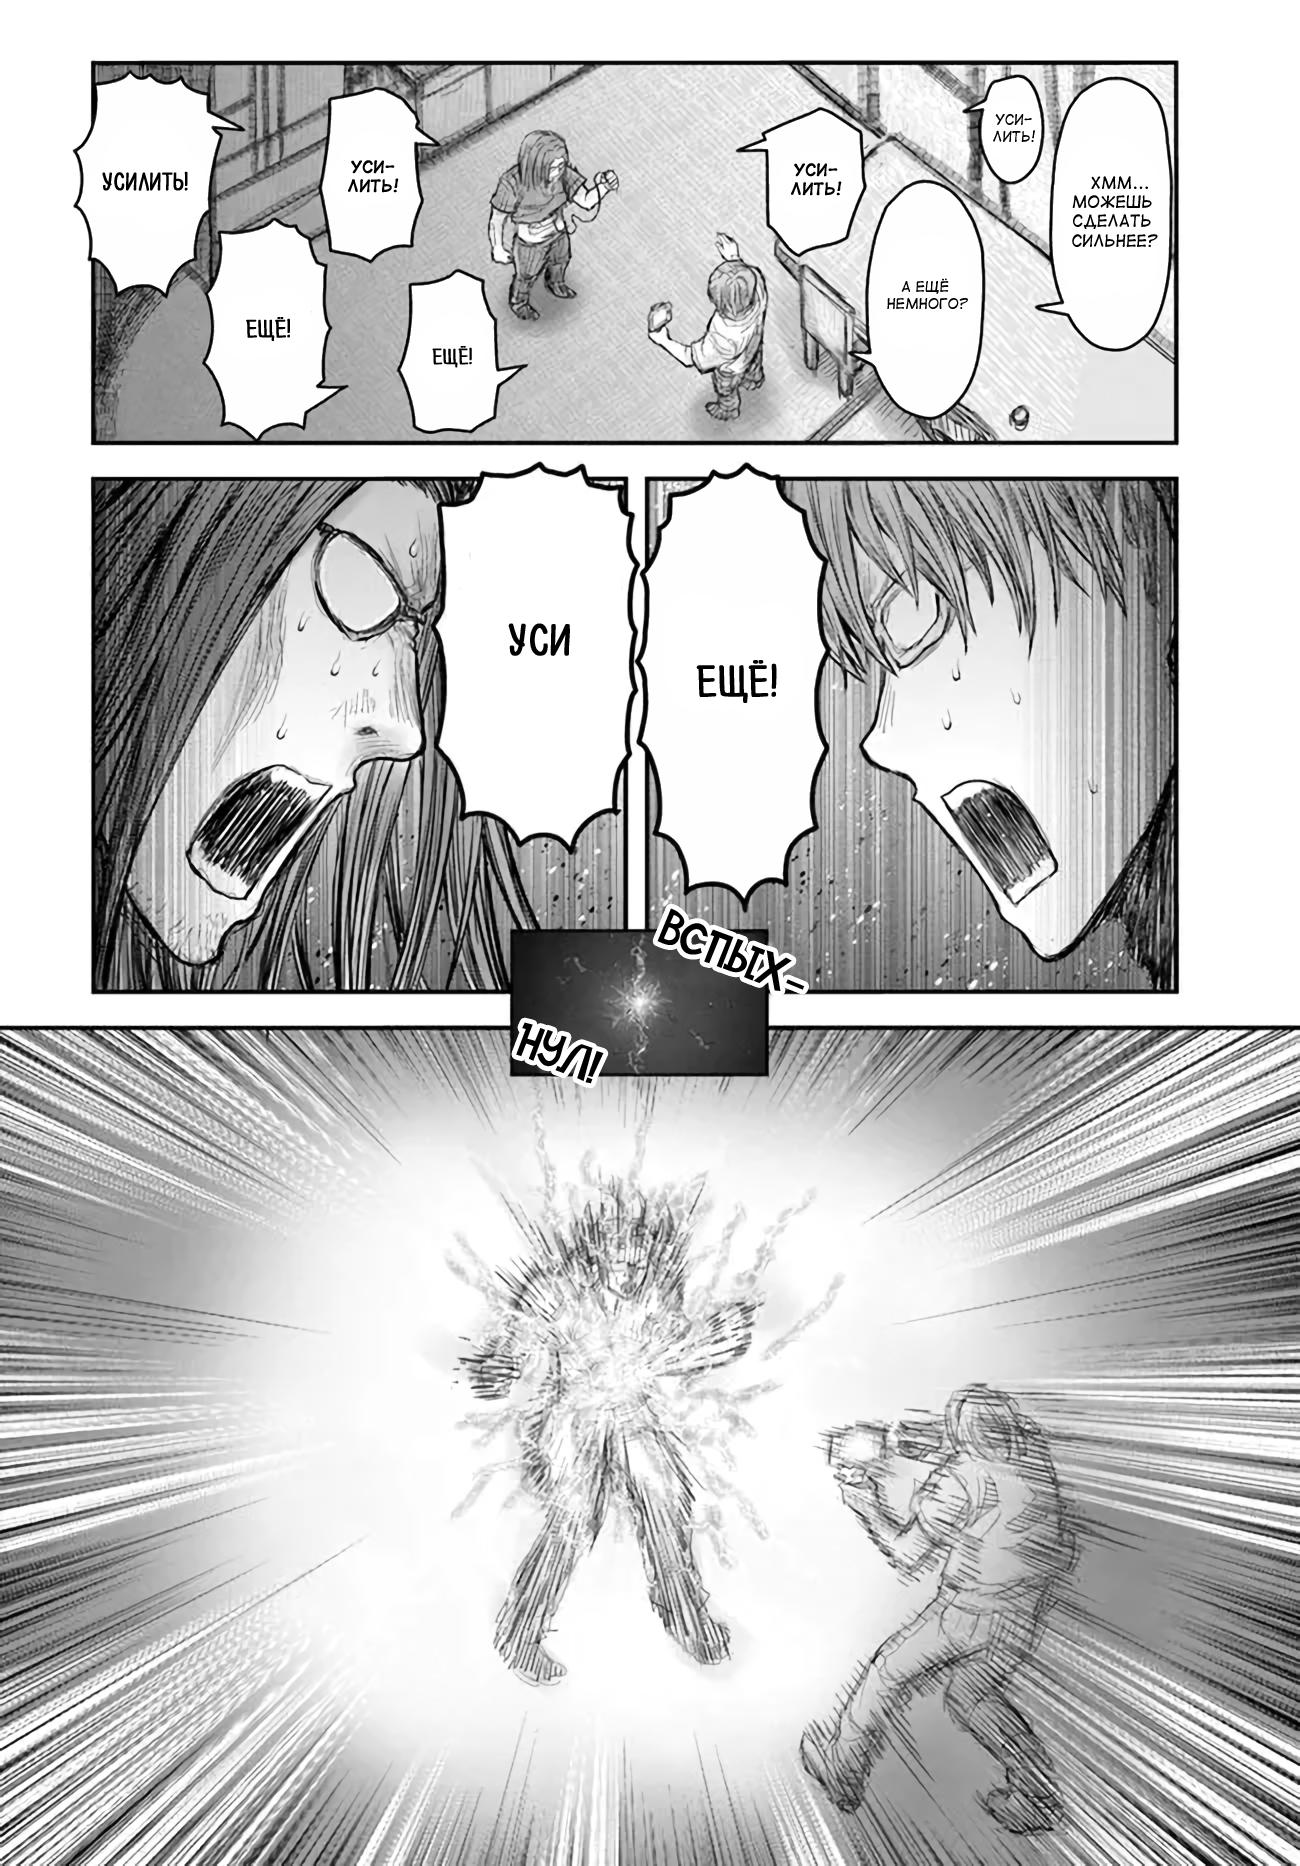 ХММ...
МОЖЕШЬ
СДЕЛАТЬ
СИЛЬНЕЕ?
УСИ-
ЛИТЬ!
А ЕЩЁ
НЕМНОГО?
УСИ-
ЛИТЬ!
ЕЩЁ!
УСИ-
ЛИТЬ!
ЕЩЁ!
УСИЛИТЬ!
ЕЩЁ!
УСИ
ВСПЫХ-
НУЛ!